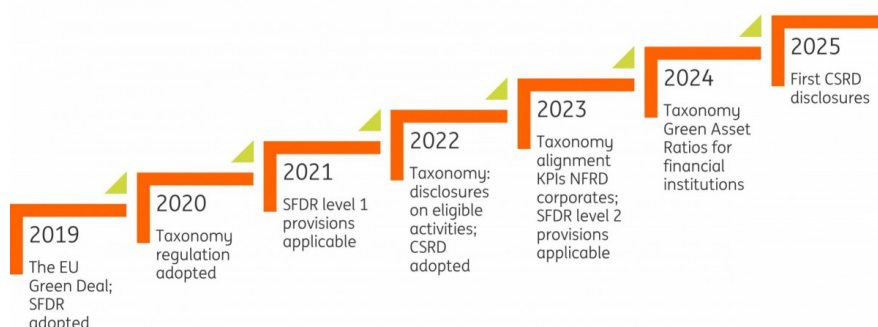 2019
The EU
Green Deal;
SFDR
adopted
2020
Taxonomy
regulation
adopted
2021
SFDR level 1
provisions
applicable
2022
Taxonomy:
disclosures
on eligible
activities;
CSRD
adopted
2023
Taxonomy
alignment
KPIs NFRD
corporates;
SFDR level 2
provisions
applicable
2024
Taxonomy
Green Asset
Ratios for
financial
institutions
2025
First CSRD
disclosures